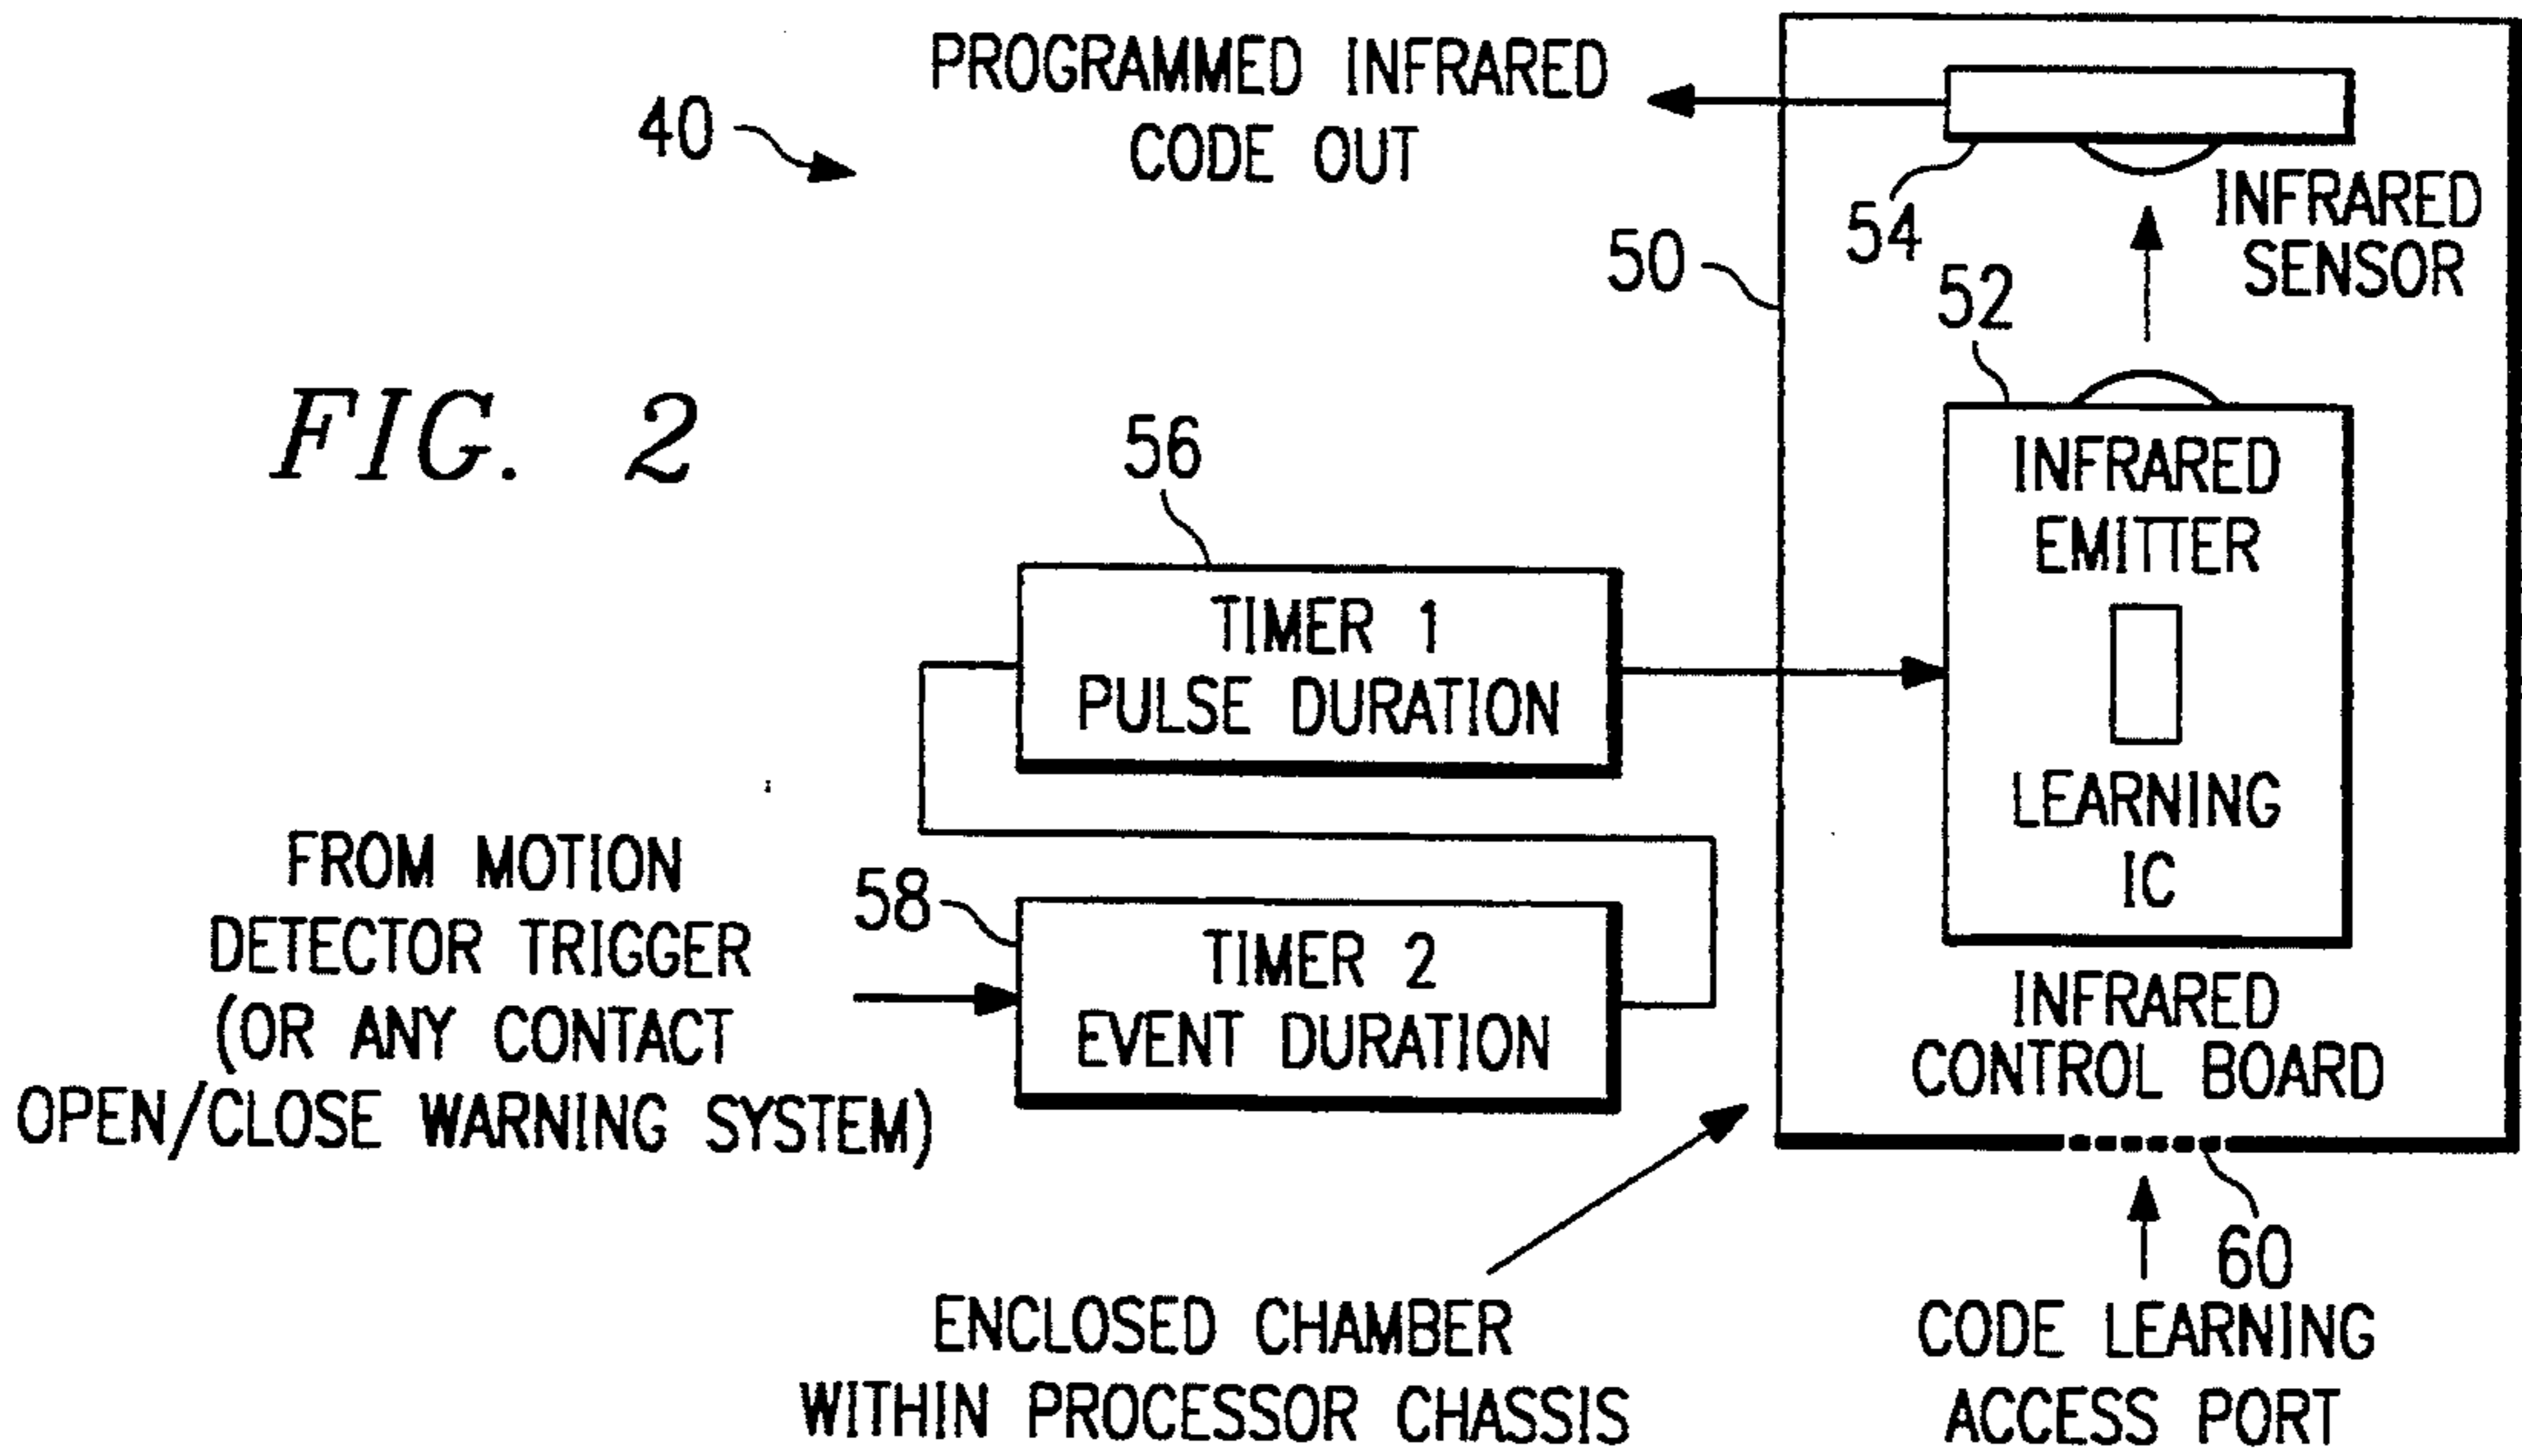 PROGRAMMED INFRARED
CODE OUT
40
54
INFRARED
SENSOR
50
52
FIG. 2
56
INFRARED
EMITTER
TIMER 1
PULSE DURATION
LEARNING
IC
FROM MOTION
DETECTOR TRIGGER
(OR ANY CONTACT
OPEN/CLOSE WARNING SYSTEM)
58
TIMER 2
EVENT DURATION
INFRARED
CONTROL BOARD
60
ENCLOSED CHAMBER
WITHIN PROCESSOR CHASSIS
CODE LEARNING
ACCESS PORT